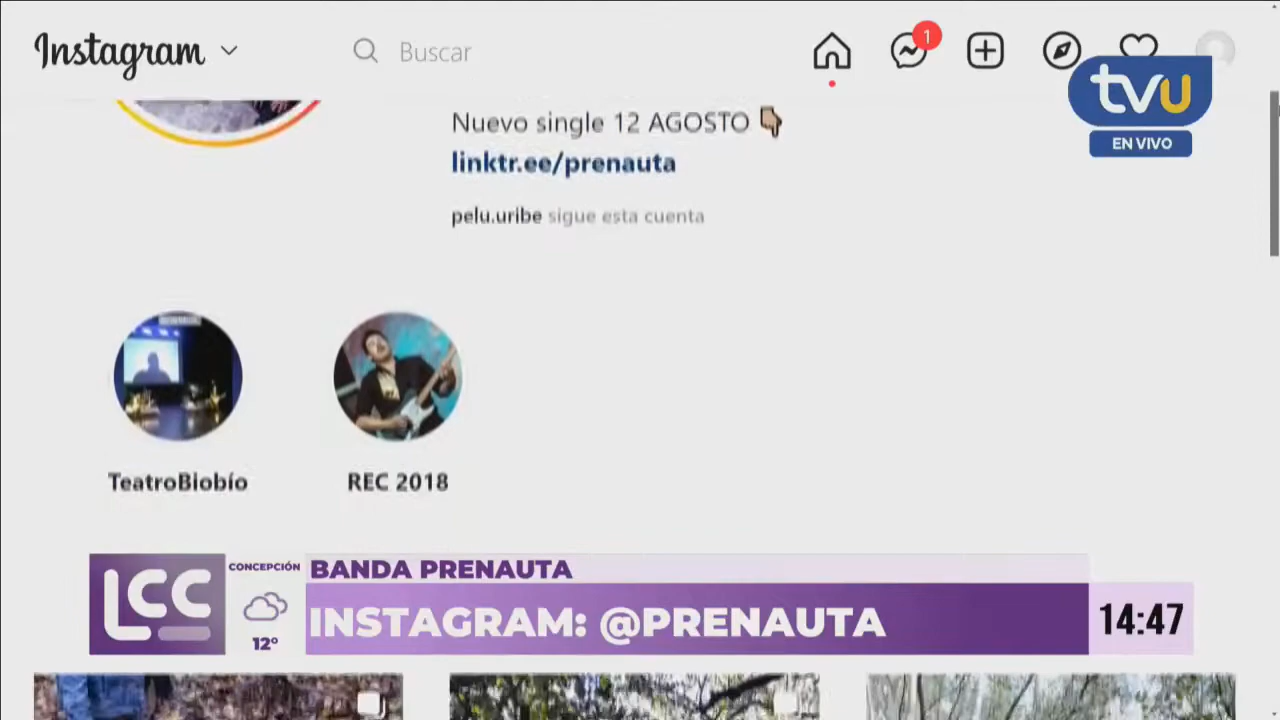 Instagram
Buscar
1
tvu
EN VIVO
Nuevo single 12 AGOSTO
linktr.ee/prenauta
pelu.uribe sigue esta cuenta
TeatroBiobío
REC 2018
LCC
CONCEPCIÓN
12°
BANDA PRENAUTA
INSTAGRAM: @PRENAUTA
14:47